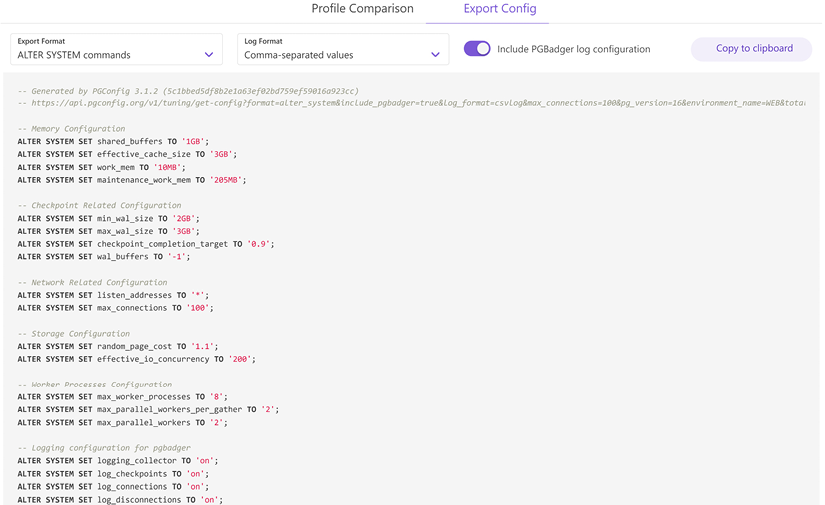 Profile Comparison
Export Config
Export Format
ALTER SYSTEM commands
Log Format
Comma-separated values
Include PGBadger log configuration
Copy to clipboard
-- Generated by PGConfig 3.1.2 (5c1bbed5df8b2e1a63ef02bd759ef59016a923cc)
-- https://api.pgconfig.org/v1/tuning/get-config?format=alter_system&include_pgbadger=true&log_format=csvlog&max_connections=100&pg_version=16&environment_name=WEB&tota
-- Memory Configuration
ALTER SYSTEM SET shared_buffers TO '1GB';
ALTER SYSTEM SET effective_cache_size TO '3GB';
ALTER SYSTEM SET work_mem TO '10MB';
ALTER SYSTEM SET maintenance_work_mem TO '205MB';
-- Checkpoint Related Configuration
ALTER SYSTEM SET min_wal_size TO '2GB';
ALTER SYSTEM SET max_wal_size TO '3GB';
ALTER SYSTEM SET checkpoint_completion_target TO '0.9';
ALTER SYSTEM SET wal_buffers TO '-1';
-- Network Related Configuration
ALTER SYSTEM SET listen_addresses TO '*';
ALTER SYSTEM SET max_connections TO '100';
-- Storage Configuration
ALTER SYSTEM SET random_page_cost TO '1.1';
ALTER SYSTEM SET effective_io_concurrency TO '200';
-- Worker Processes Configuration
ALTER SYSTEM SET max_worker_processes TO '8';
ALTER SYSTEM SET max_parallel_workers_per_gather TO '2';
ALTER SYSTEM SET max_parallel_workers TO '2';
-- Logging configuration for pgbadger
ALTER SYSTEM SET logging_collector TO 'on';
ALTER SYSTEM SET log_checkpoints TO 'on';
ALTER SYSTEM SET log_connections TO 'on';
ALTER SYSTEM SET log_disconnections TO 'on';